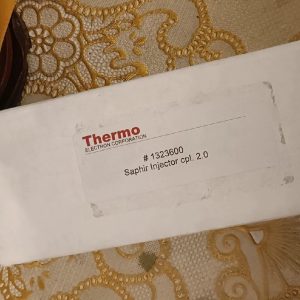 Thermo
ELECTRON CORPORATION
# 1323600
Saphir Injector cpl. 2.0